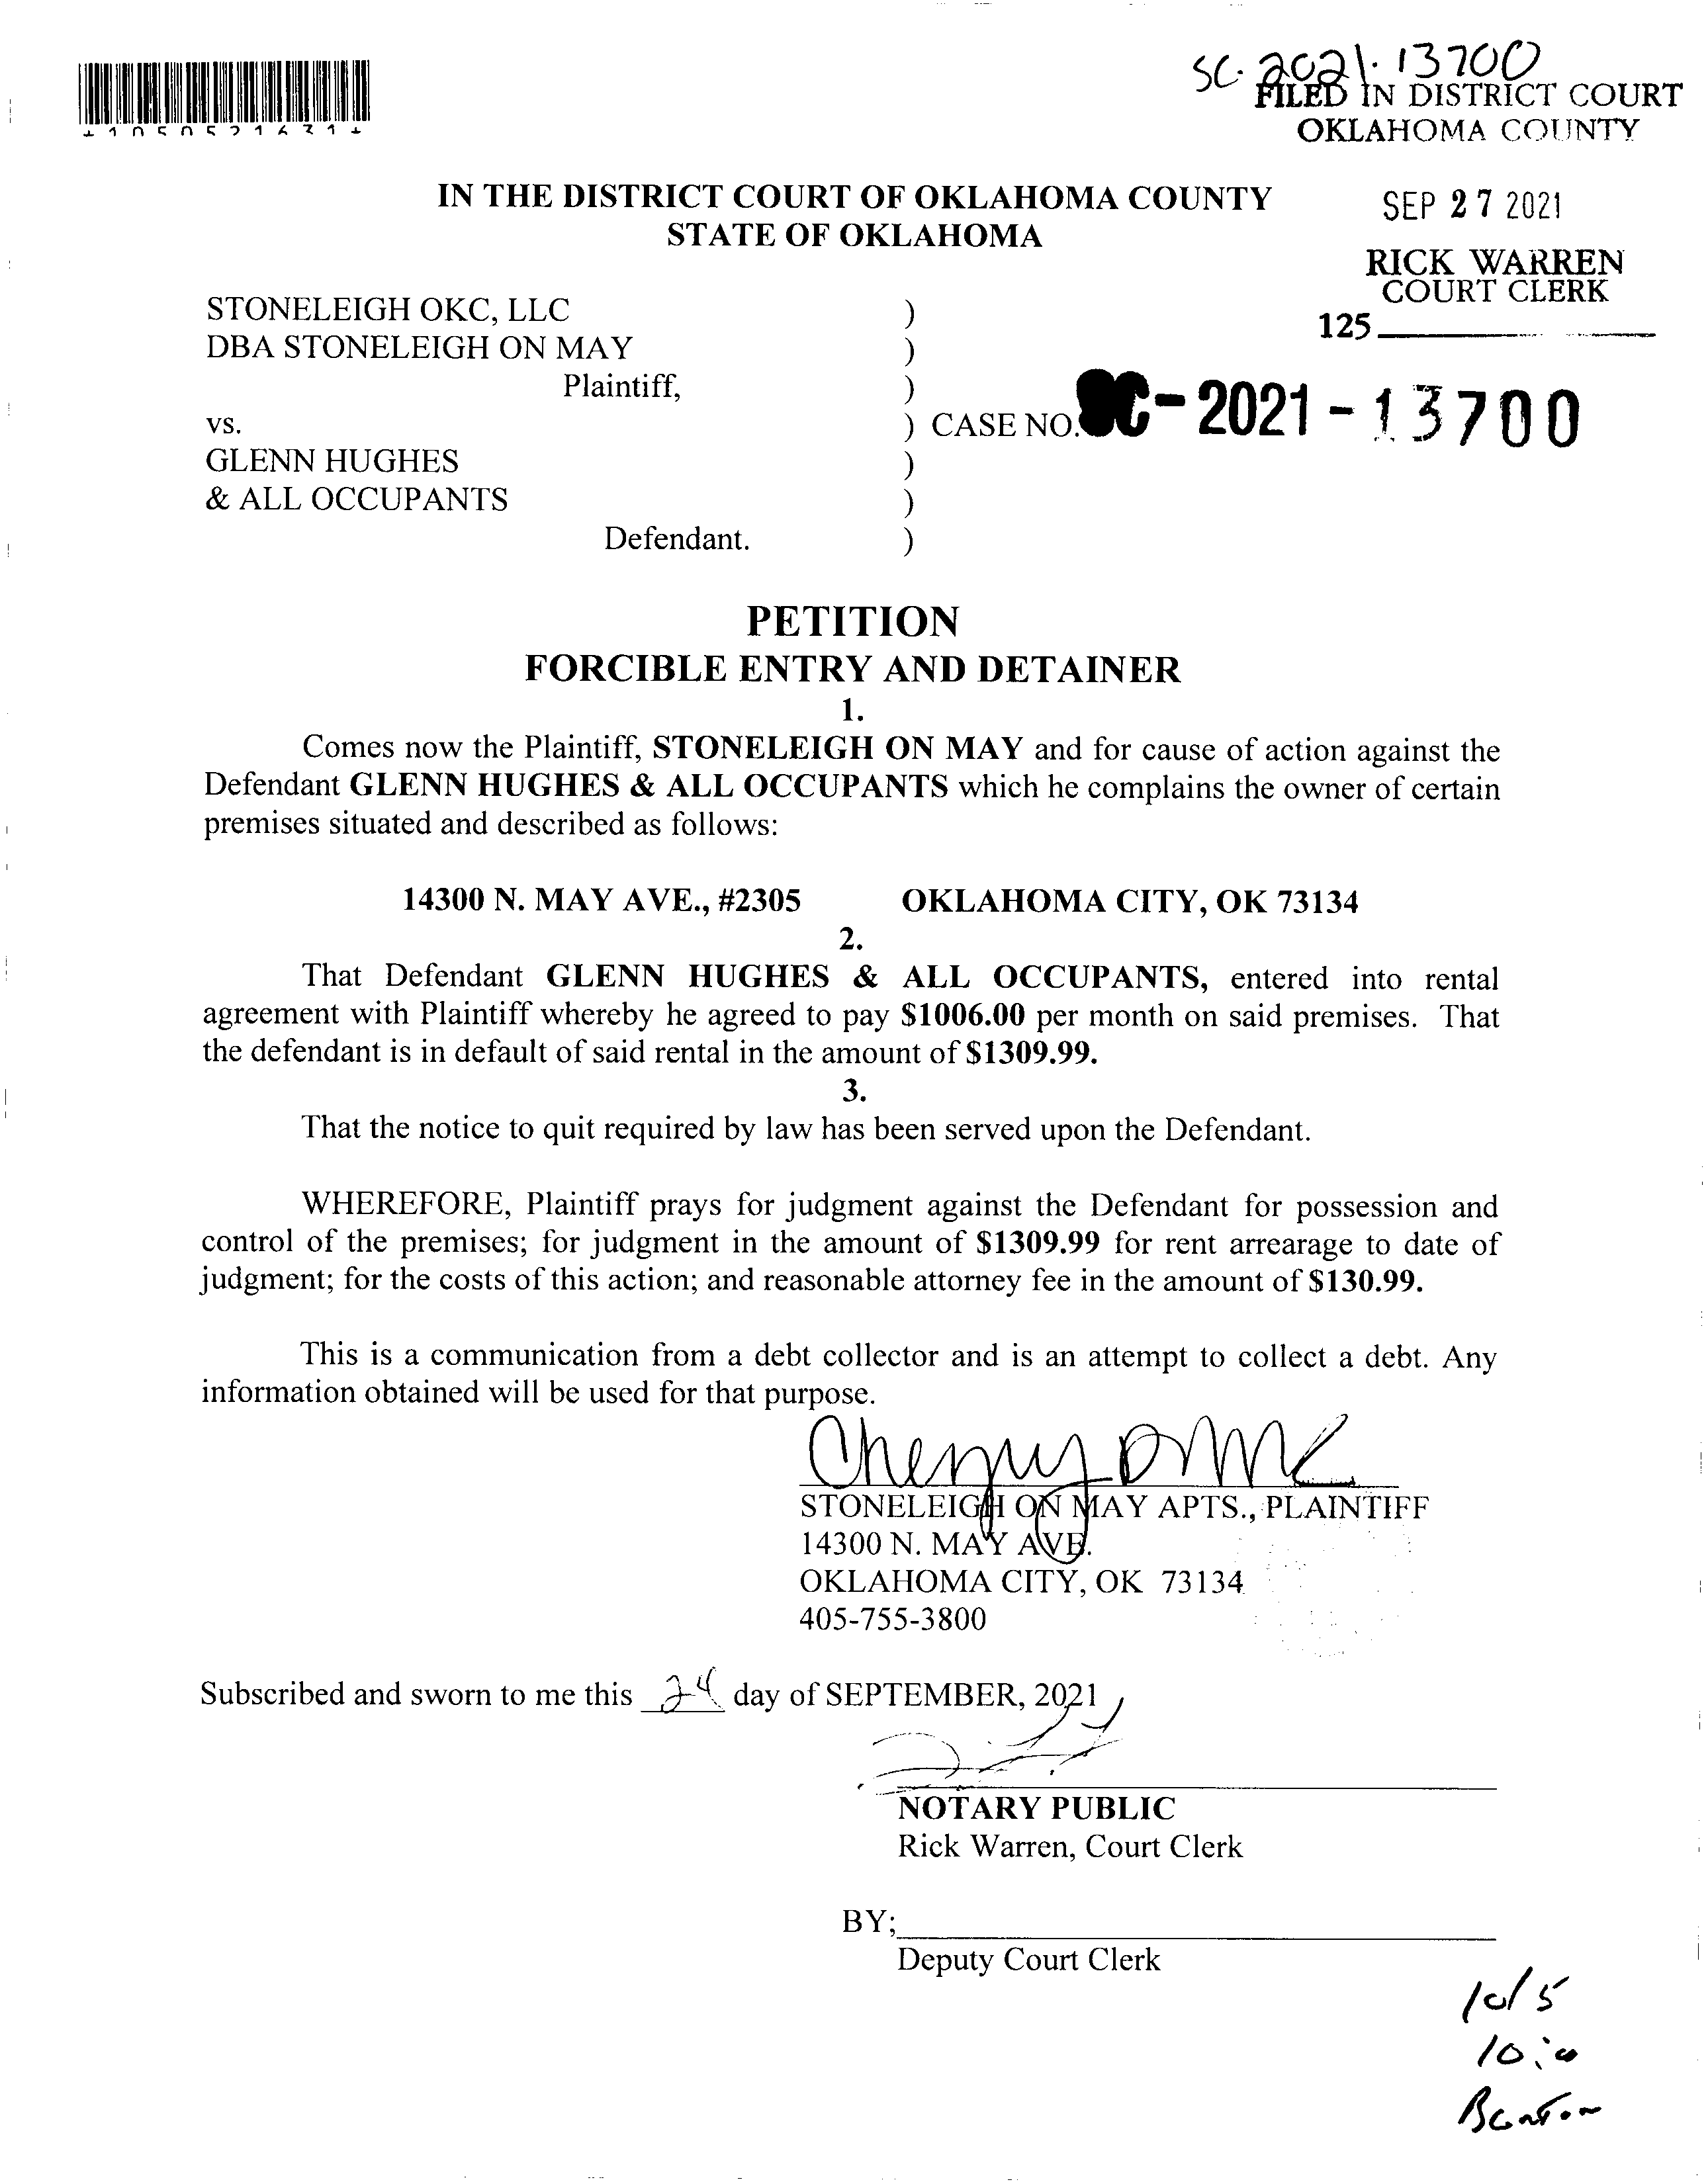 SC-2021-13700
FILED IN DISTRICT COURT
OKLAHOMA COUNTY
IN THE DISTRICT COURT OF OKLAHOMA COUNTY
STATE OF OKLAHOMA
SEP 27 2021
RICK WARREN
COURT CLERK
125
STONELEIGH OKC, LLC )
DBA STONELEIGH ON MAY )
Plaintiff, )
vs. ) CASE NO. SC-2021-13700
GLENN HUGHES )
& ALL OCCUPANTS )
Defendant. )
PETITION
FORCIBLE ENTRY AND DETAINER
1.
Comes now the Plaintiff, STONELEIGH ON MAY and for cause of action against the
Defendant GLENN HUGHES & ALL OCCUPANTS which he complains the owner of certain
premises situated and described as follows:
14300 N. MAY AVE., #2305 OKLAHOMA CITY, OK 73134
2.
That Defendant GLENN HUGHES & ALL OCCUPANTS, entered into rental
agreement with Plaintiff whereby he agreed to pay $1006.00 per month on said premises. That
the defendant is in default of said rental in the amount of $1309.99.
3.
That the notice to quit required by law has been served upon the Defendant.
WHEREFORE, Plaintiff prays for judgment against the Defendant for possession and
control of the premises; for judgment in the amount of $1309.99 for rent arrearage to date of
judgment; for the costs of this action; and reasonable attorney fee in the amount of $130.99.
This is a communication from a debt collector and is an attempt to collect a debt. Any
information obtained will be used for that purpose.
STONELEIGH ON MAY APTS., PLAINTIFF
14300 N. MAY AVE.
OKLAHOMA CITY, OK 73134
405-755-3800
Subscribed and sworn to me this 24 day of SEPTEMBER, 2021
NOTARY PUBLIC
Rick Warren, Court Clerk
BY;
Deputy Court Clerk
10/5